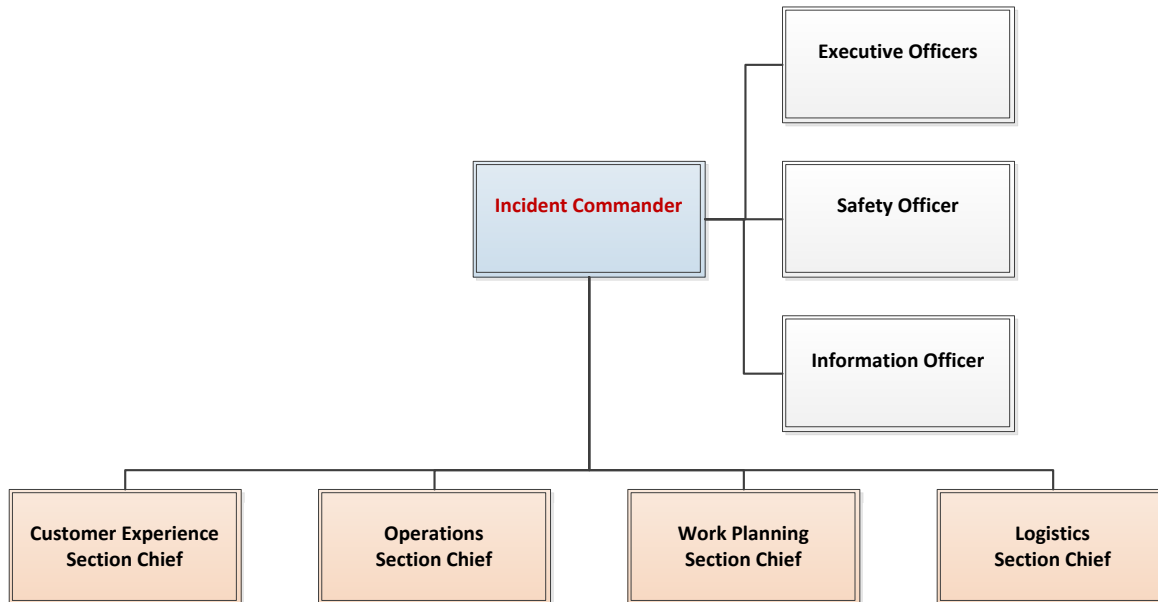 Executive Officers
Incident Commander
Safety Officer
Information Officer
Customer Experience
Section Chief
Operations
Section Chief
Work Planning
Section Chief
Logistics
Section Chief